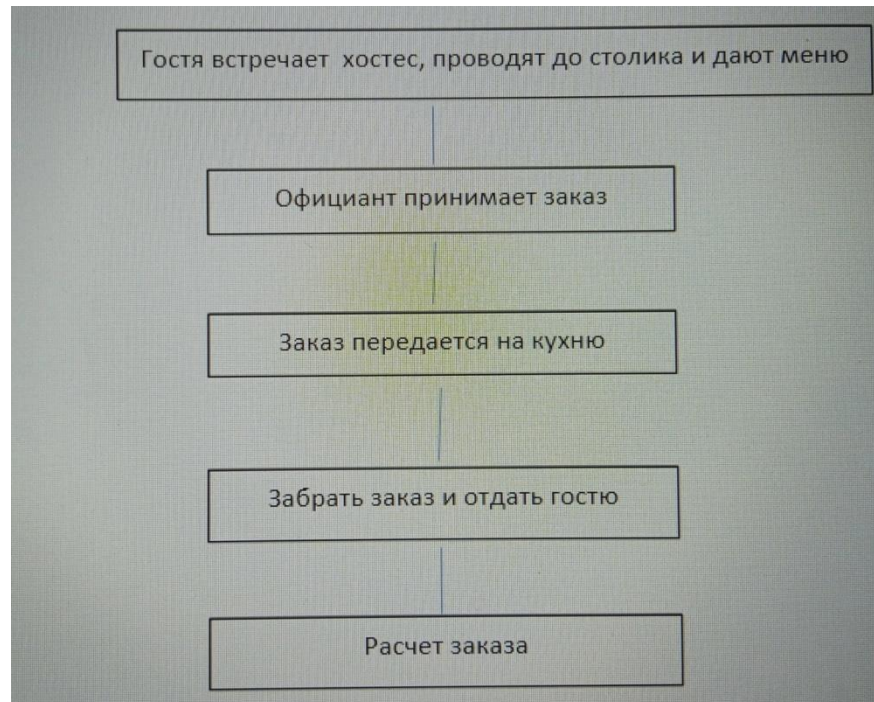 Гостя встречает хостес, проводят до столика и дают меню
Официант принимает заказ
Заказ передается на кухню
Забрать заказ и отдать гостю
Расчет заказа